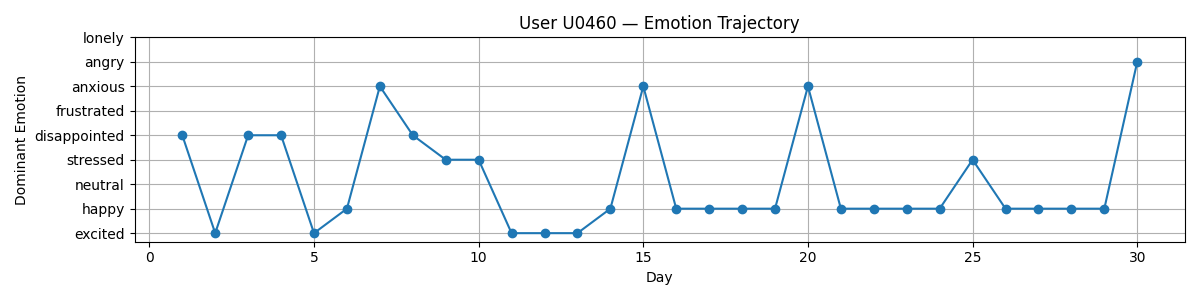 User U0460 — Emotion Trajectory
Dominant Emotion
lonely
angry
anxious
frustrated
disappointed
stressed
neutral
happy
excited
0 5 10 15 20 25 30
Day